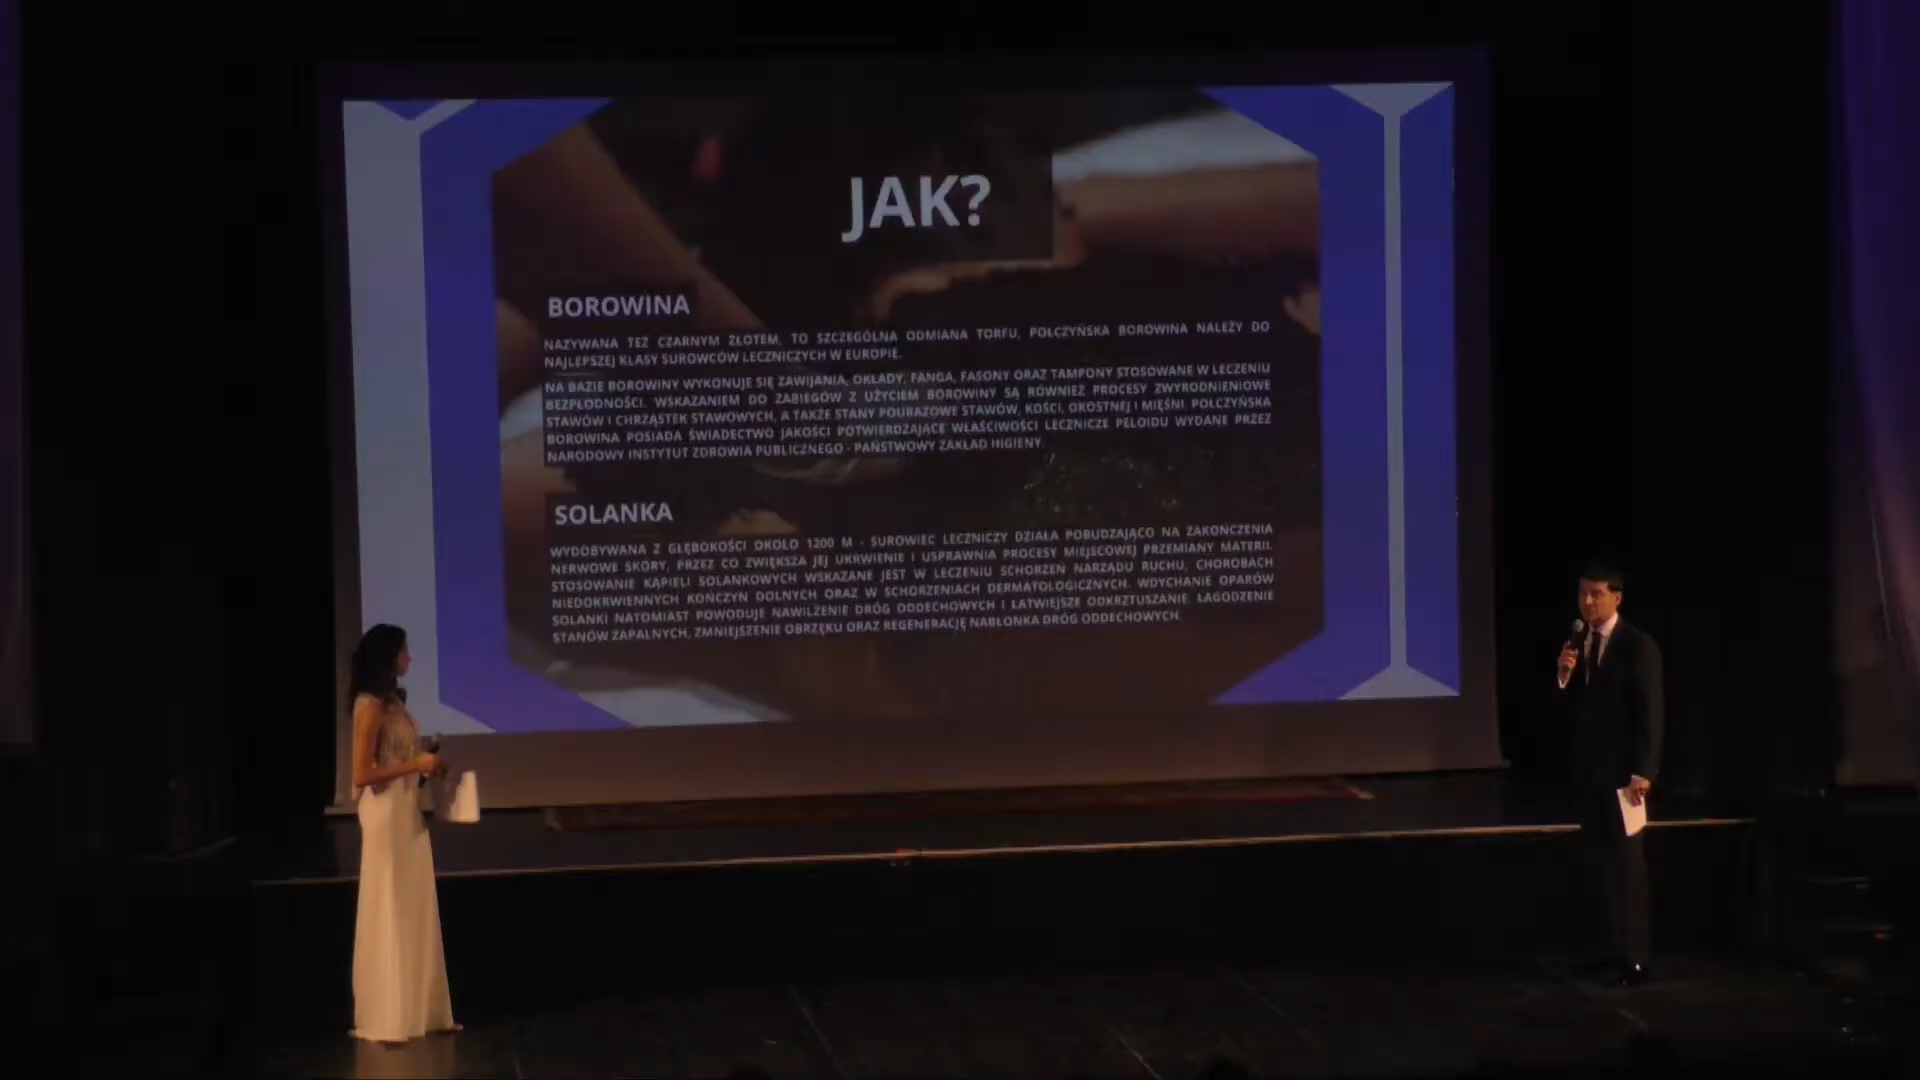 JAK?
BOROWINA
NAZYWANA TEŻ CZARNYM ZŁOTEM, TO SZCZEGÓLNA ODMIANA TORFU, POŁCZYŃSKA BOROWINA NALEŻY DO
NAJLEPSZEJ KLASY SUROWCÓW LECZNICZYCH W EUROPIE.
NA BAZIE BOROWINY WYKONUJE SIĘ ZAWIJANIA, OKŁADY, FANGA, FASONY ORAZ TAMPONY STOSOWANE W LECZENIU
BEZPŁODNOŚCI. WSKAZANIEM DO ZABIEGÓW Z UŻYCIEM BOROWINY SĄ RÓWNIEŻ PROCESY ZWYRODNIENIOWE
STAWÓW I CHRZĄSTEK STAWOWYCH, A TAKŻE STANY POURAZOWE STAWÓW, KOŚCI, OKOSTNEJ I MIĘŚNI. POŁCZYŃSKA
BOROWINA POSIADA ŚWIADECTWO JAKOŚCI POTWIERDZAJĄCE WŁAŚCIWOŚCI LECZNICZE PELOIDU WYDANE PRZEZ
NARODOWY INSTYTUT ZDROWIA PUBLICZNEGO - PAŃSTWOWY ZAKŁAD HIGIENY.
SOLANKA
WYDOBYWANA Z GŁĘBOKOŚCI OKOŁO 1200 M - SUROWIEC LECZNICZY DZIAŁA POBUDZAJĄCO NA ZAKOŃCZENIA
NERWOWE SKÓRY, PRZEZ CO ZWIĘKSZA JEJ UKRWIENIE I USPRAWNIA PROCESY MIEJSCOWEJ PRZEMIANY MATERII.
STOSOWANIE KĄPIELI SOLANKOWYCH WSKAZANE JEST W LECZENIU SCHORZEŃ NARZĄDU RUCHU, CHOROBACH
NIEDOKRWIENNYCH KOŃCZYN DOLNYCH ORAZ W SCHORZENIACH DERMATOLOGICZNYCH. WDYCHANIE OPARÓW
SOLANKI NATOMIAST POWODUJE NAWILŻENIE DRÓG ODDECHOWYCH I ŁATWIEJSZE ODKRZTUSZANIE, ŁAGODZENIE
STANÓW ZAPALNYCH, ZMNIEJSZENIE OBRZĘKU ORAZ REGENERACJĘ NABŁONKA DRÓG ODDECHOWYCH.